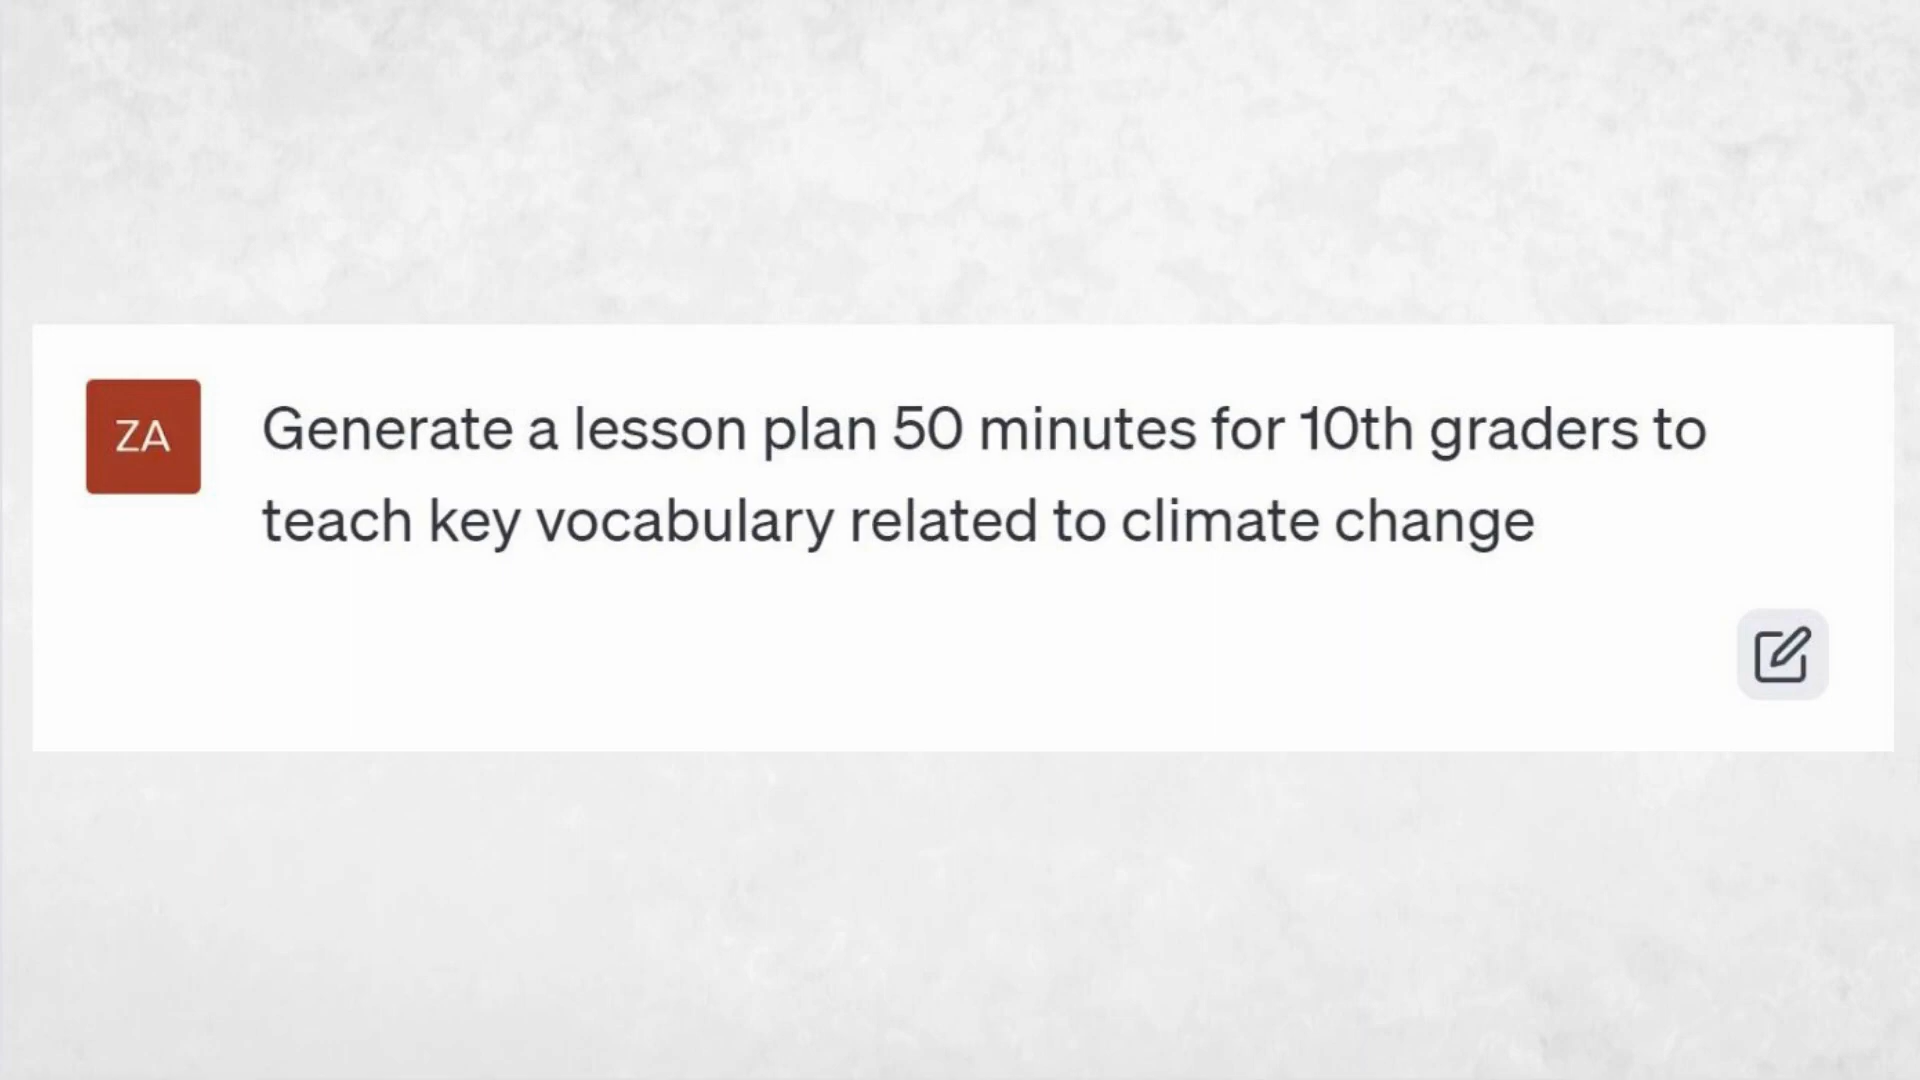 ZA
Generate a lesson plan 50 minutes for 10th graders to
teach key vocabulary related to climate change